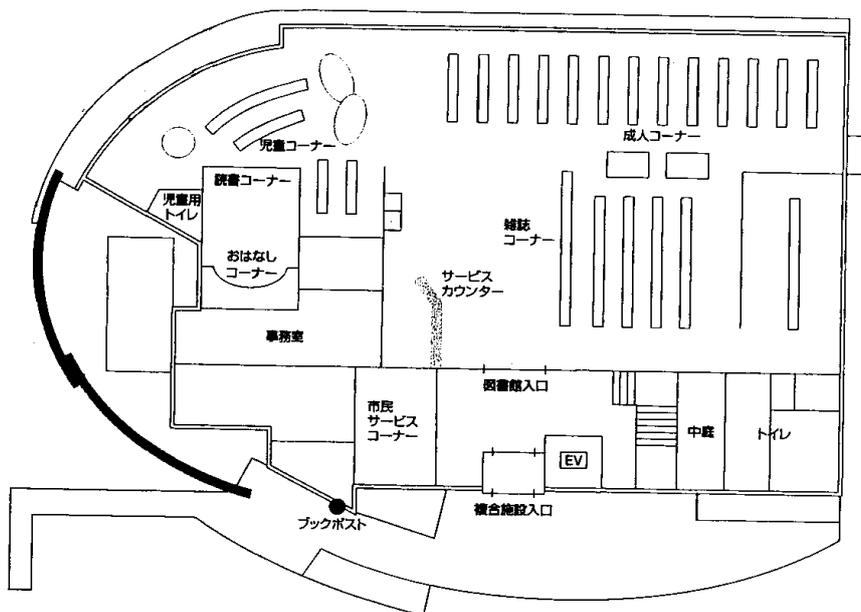 児童コーナー
成人コーナー
読書コーナー
児童用
トイレ
雑誌
コーナー
おはなし
コーナー
サービス
カウンター
事務室
図書館入口
市民
サービス
コーナー
中庭
トイレ
EV
ブックポスト
複合施設入口